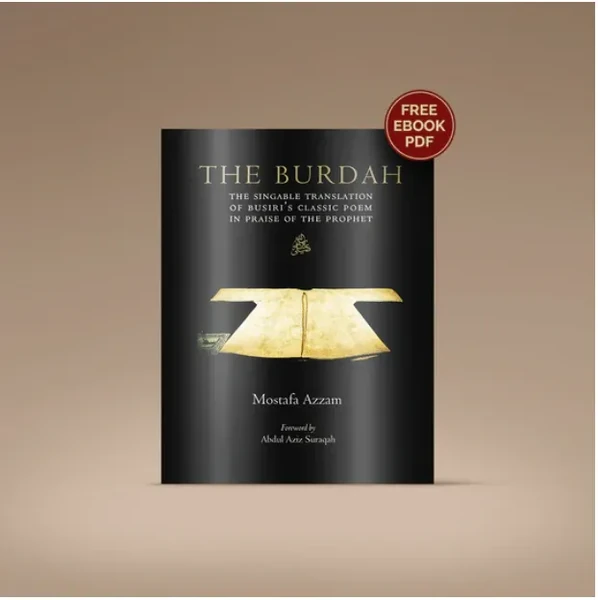 FREE
EBOOK
PDF
THE BURDAH
THE SINGABLE TRANSLATION
OF BUSIRI'S CLASSIC POEM
IN PRAISE OF THE PROPHET
Mostafa Azzam
Foreword by
Abdul Aziz Suraqah